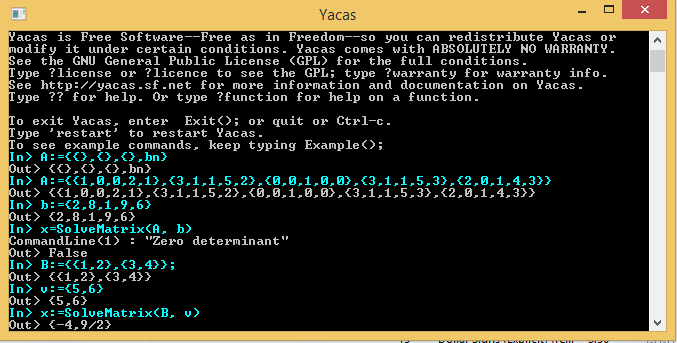 Yacas
Yacas is Free Software--Free as in Freedom--so you can redistribute Yacas or
modify it under certain conditions. Yacas comes with ABSOLUTELY NO WARRANTY.
See the GNU General Public License (GPL) for the full conditions.
Type ?license or ?licence to see the GPL; type ?warranty for warranty info.
See http://yacas.sf.net for more information and documentation on Yacas.
Type ?? for help. Or type ?function for help on a function.
To exit Yacas, enter  Exit(); or quit or Ctrl-c.
Type 'restart' to restart Yacas.
To see example commands, keep typing Example();
In> A:={{},{},{},bn}
Out> {{},{},{},bn}
In> A:={{1,0,0,2,1},{3,1,1,5,2},{0,0,1,0,0},{3,1,1,5,3},{2,0,1,4,3}}
Out> {{1,0,0,2,1},{3,1,1,5,2},{0,0,1,0,0},{3,1,1,5,3},{2,0,1,4,3}}
In> b:={2,8,1,9,6}
Out> {2,8,1,9,6}
In> x=SolveMatrix(A, b)
CommandLine(1) : "Zero determinant"
Out> False
In> B:={{1,2},{3,4}};
Out> {{1,2},{3,4}}
In> v:={5,6}
Out> {5,6}
In> x:=SolveMatrix(B, v)
Out> {-4,9/2}